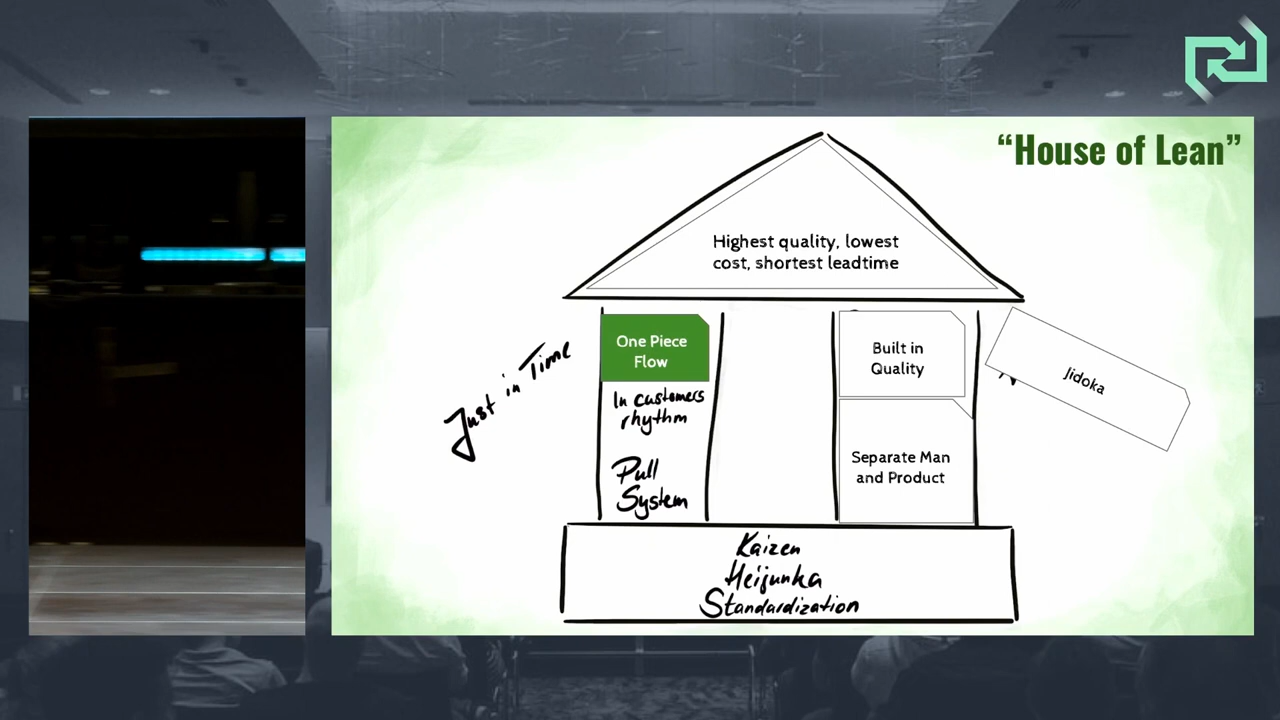 “House of Lean”
Highest quality, lowest
cost, shortest leadtime
Just in Time
One Piece
Flow
In customers
rhythm
Pull
System
Built in
Quality
Separate Man
and Product
Jidoka
Kaizen
Heijunka
Standardization